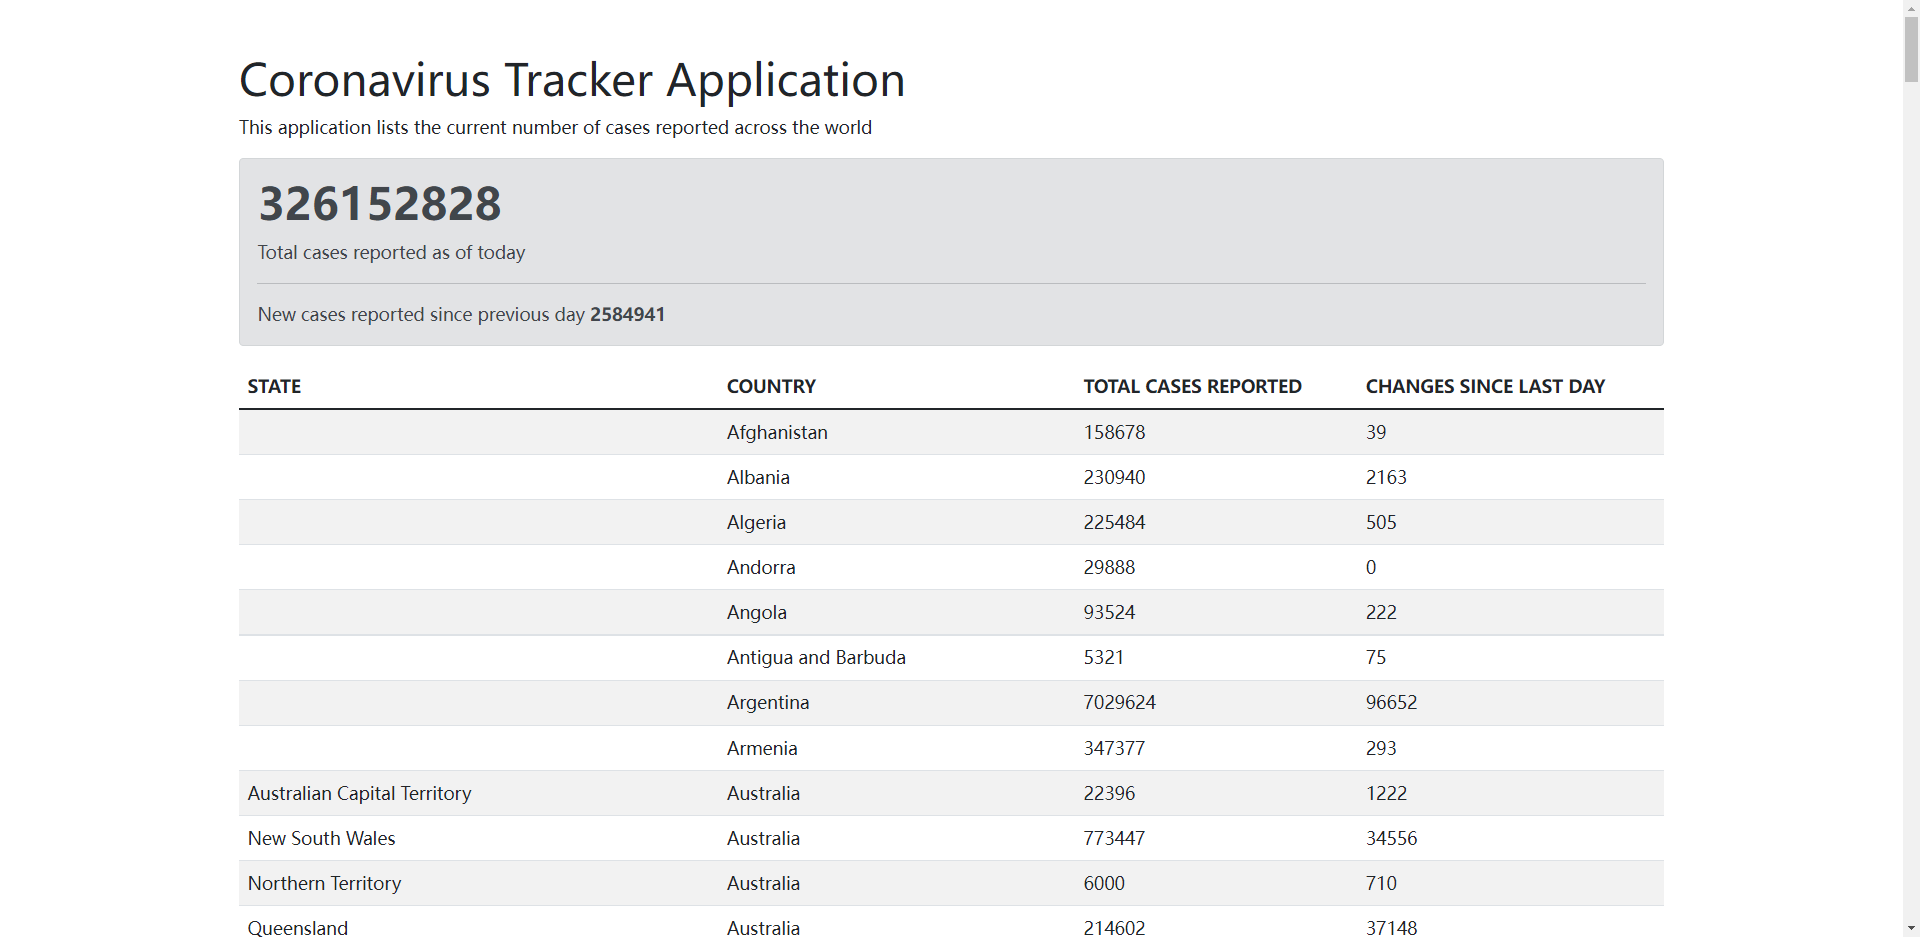 Coronavirus Tracker Application
This application lists the current number of cases reported across the world
326152828
Total cases reported as of today
New cases reported since previous day 2584941
STATE COUNTRY TOTAL CASES REPORTED CHANGES SINCE LAST DAY
Afghanistan 158678 39
Albania 230940 2163
Algeria 225484 505
Andorra 29888 0
Angola 93524 222
Antigua and Barbuda 5321 75
Argentina 7029624 96652
Armenia 347377 293
Australian Capital Territory Australia 22396 1222
New South Wales Australia 773447 34556
Northern Territory Australia 6000 710
Queensland Australia 214602 37148